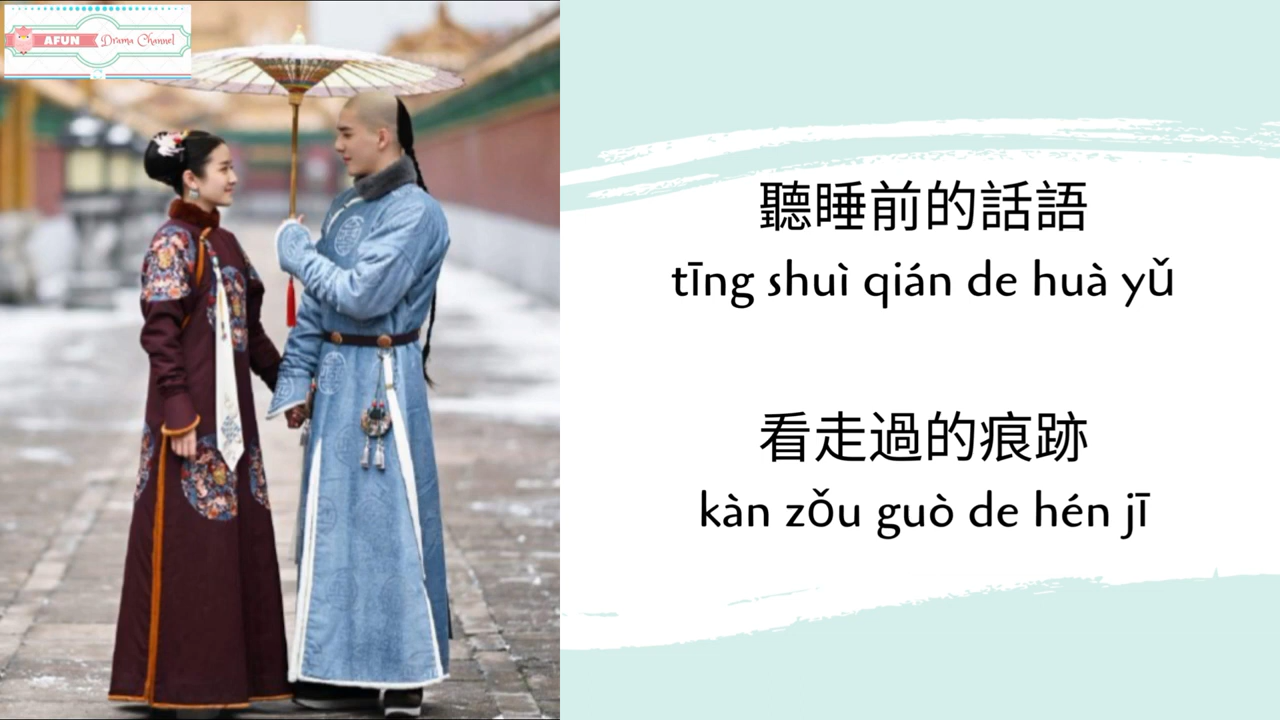 AFUN Drama Channel
聽睡前的話語
tīng shuì qián de huà yǔ
看走過的痕跡
kàn zǒu guò de hén jī